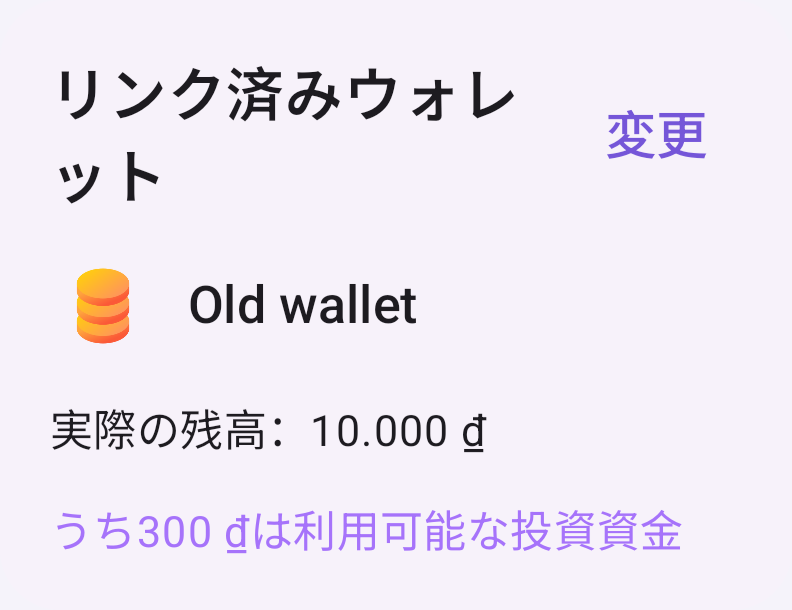 リンク済みウォレ
ット
変更
Old wallet
実際の残高：10.000 ₫
うち300 ₫は利用可能な投資資金